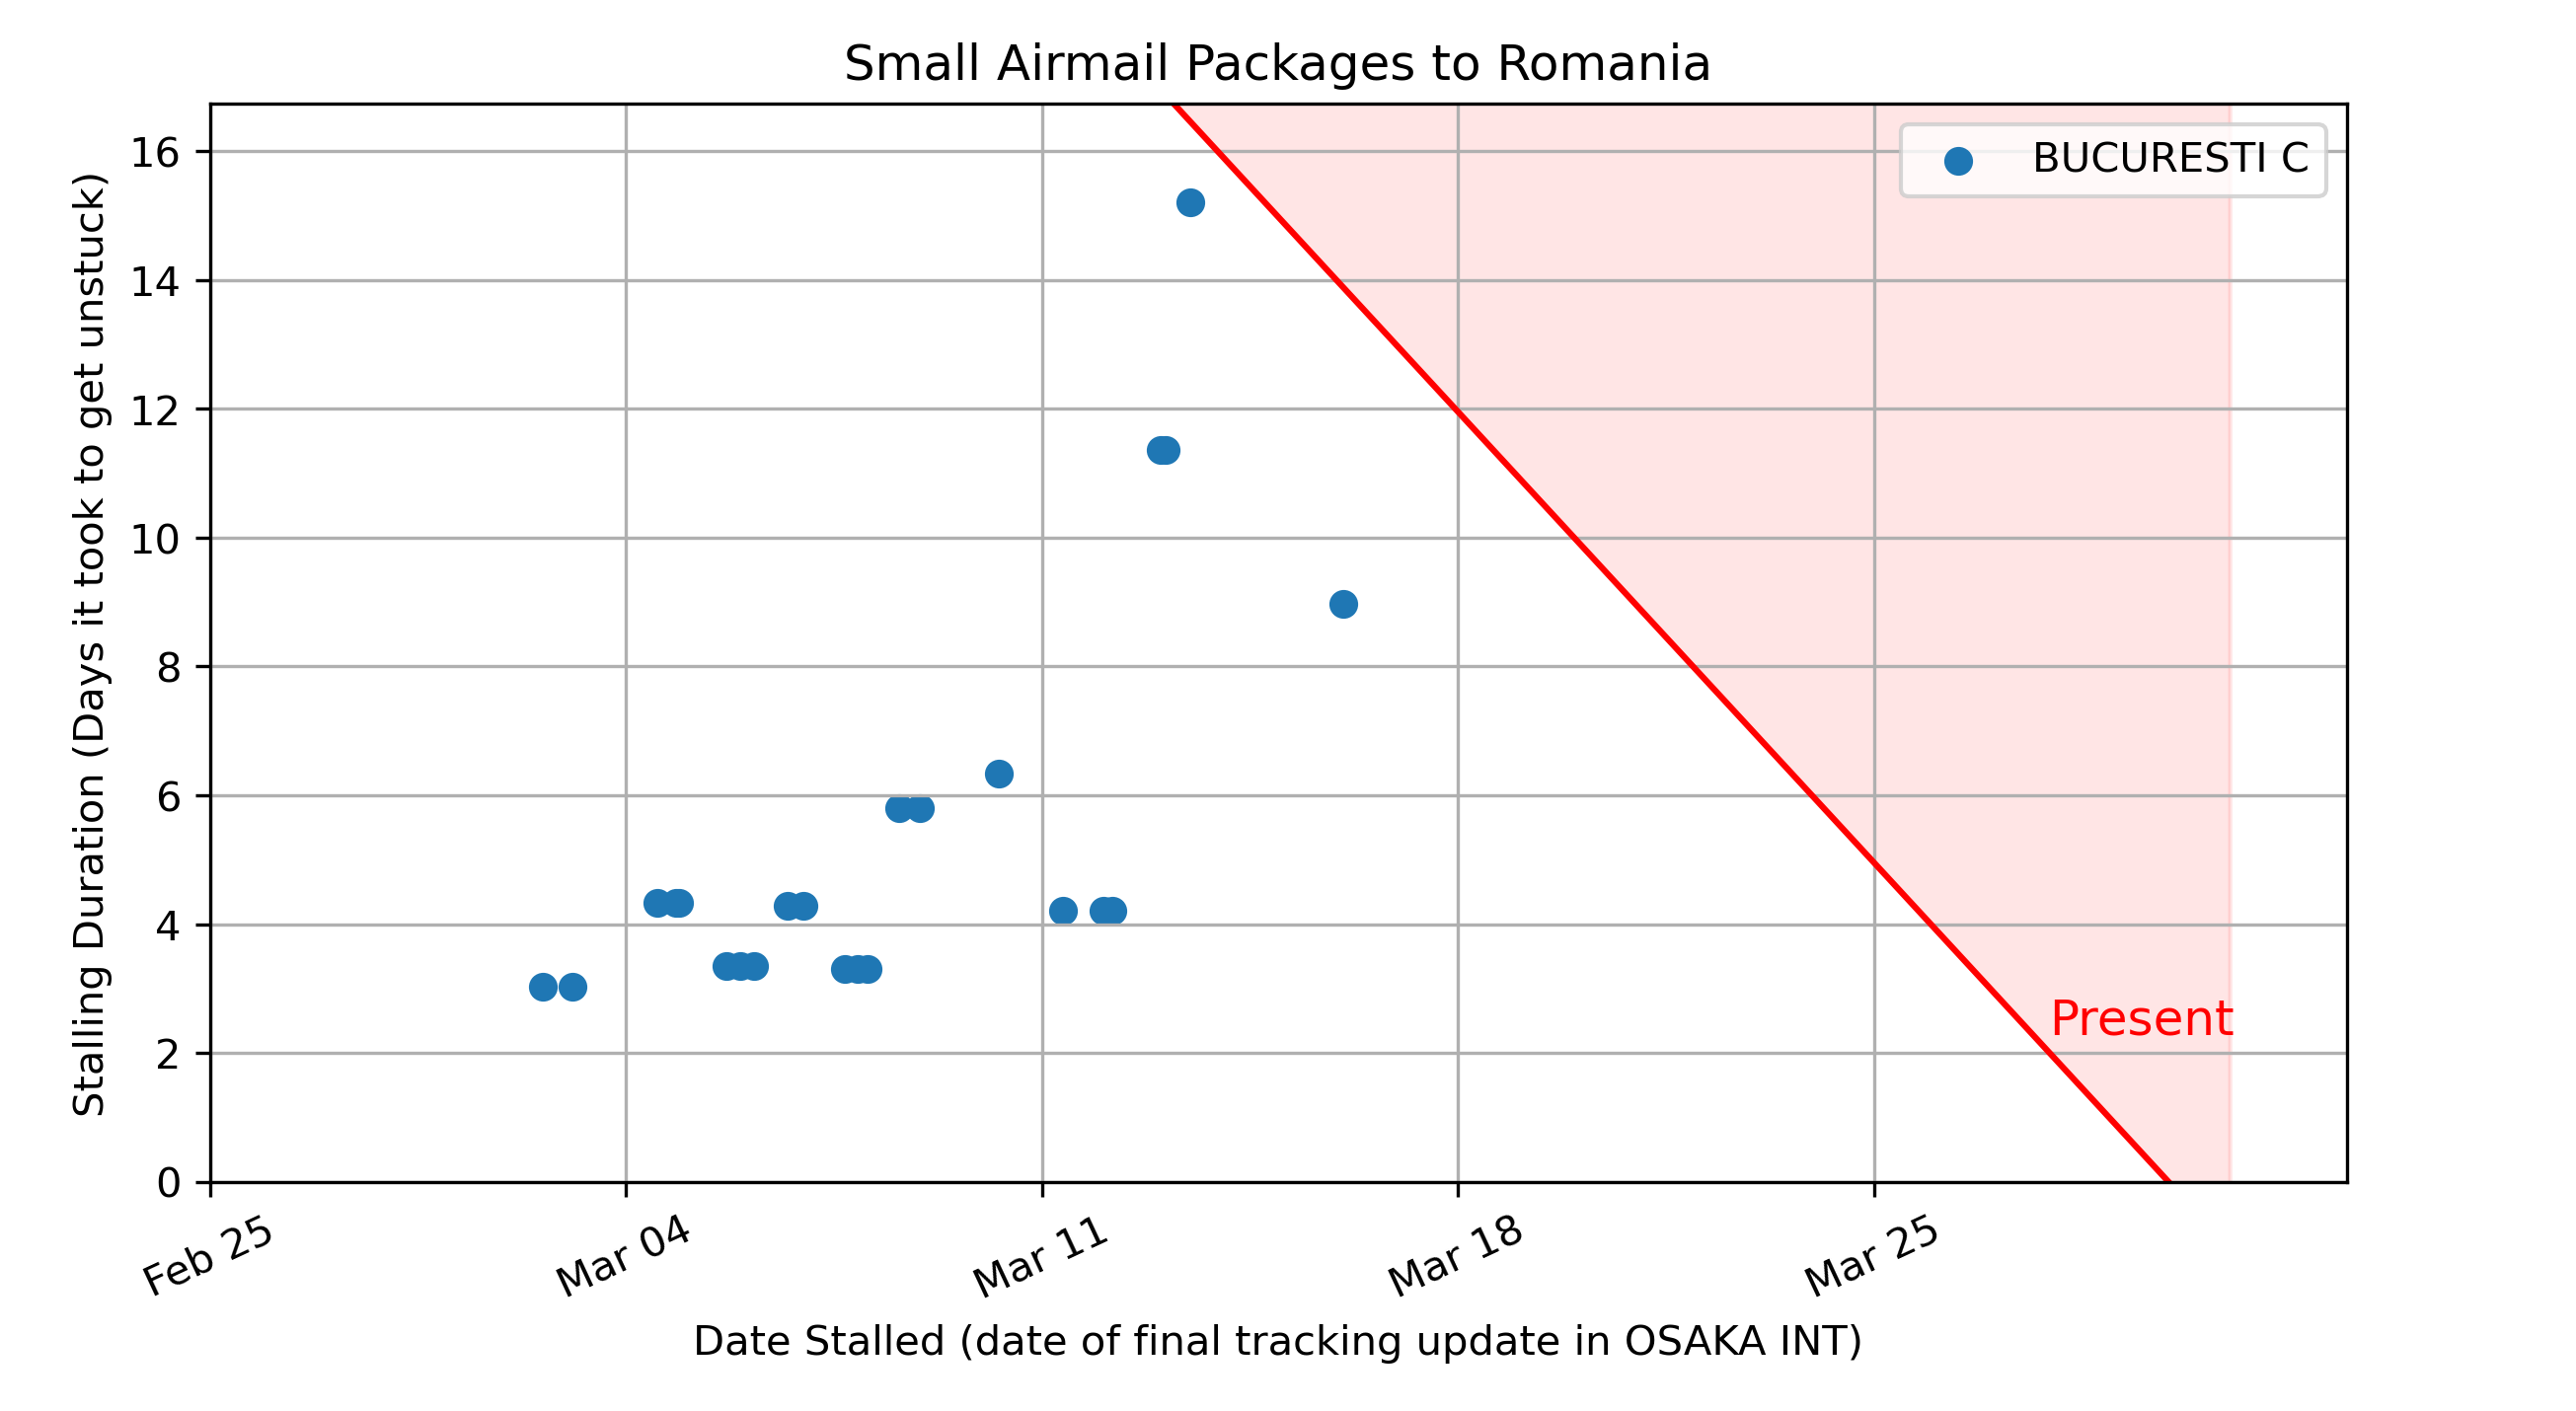 Small Airmail Packages to Romania
BUCURESTI C
16
14
12
10
8
6
4
2
0
Stalling Duration (Days it took to get unstuck)
Present
Feb 25
Mar 04
Mar 11
Mar 18
Mar 25
Date Stalled (date of final tracking update in OSAKA INT)